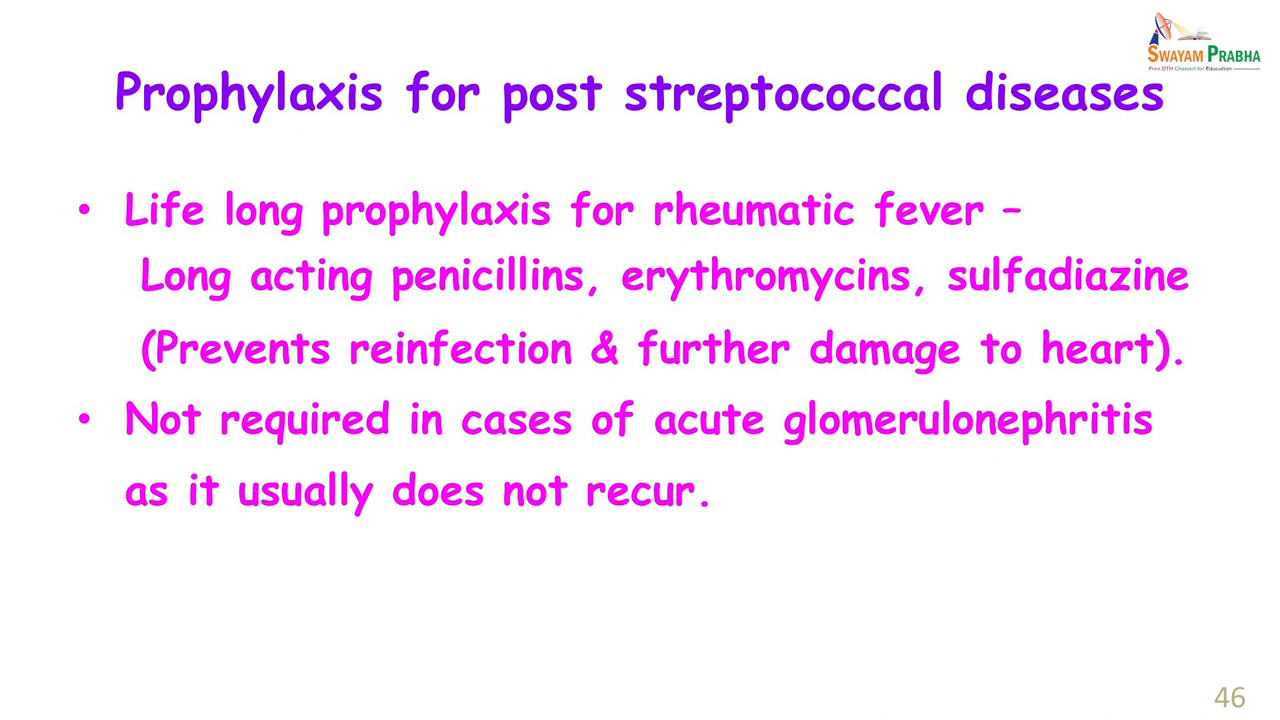 SWAYAM PRABHA
Free DTH Channel for Education
Prophylaxis for post streptococcal diseases
• Life long prophylaxis for rheumatic fever –
Long acting penicillins, erythromycins, sulfadiazine
(Prevents reinfection & further damage to heart).
• Not required in cases of acute glomerulonephritis
as it usually does not recur.
46